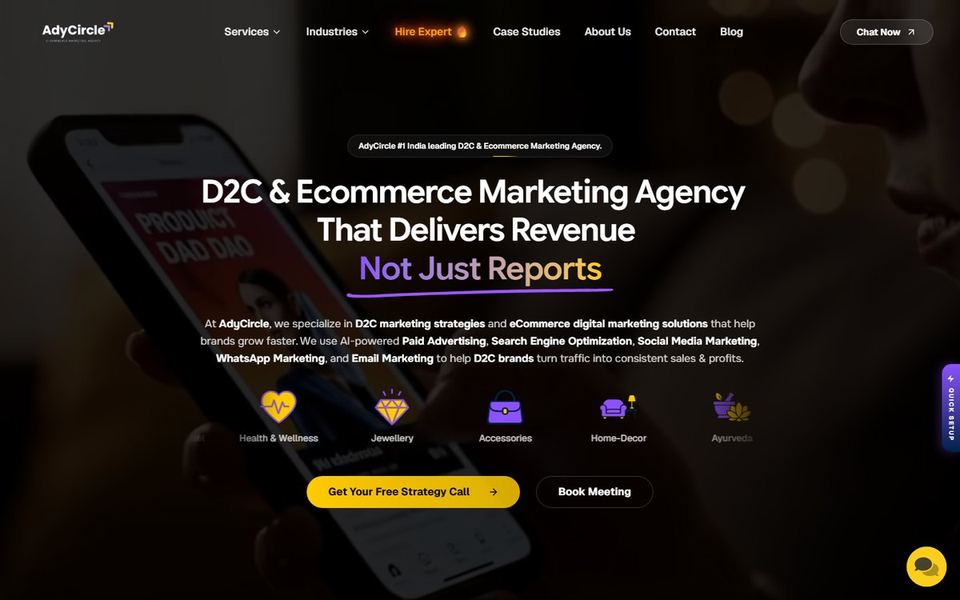 AdyCircle
Services
Industries
Hire Expert
Case Studies
About Us
Contact
Blog
Chat Now
AdyCircle #1 India leading D2C & Ecommerce Marketing Agency.
D2C & Ecommerce Marketing Agency
That Delivers Revenue
Not Just Reports
PRODUCT
DAD DAO
At AdyCircle, we specialize in D2C marketing strategies and eCommerce digital marketing solutions that help
brands grow faster. We use AI-powered Paid Advertising, Search Engine Optimization, Social Media Marketing,
WhatsApp Marketing, and Email Marketing to help D2C brands turn traffic into consistent sales & profits.
Health & Wellness
Jewellery
Accessories
Home-Decor
Ayurveda
QUICK SETUP
Get Your Free Strategy Call
Book Meeting